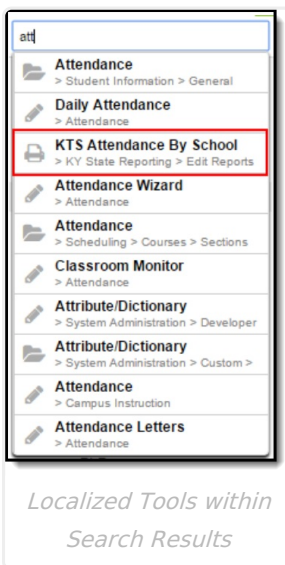 att
Attendance
> Student Information > General
Daily Attendance
> Attendance
KTS Attendance By School
> KY State Reporting > Edit Reports
Attendance Wizard
> Attendance
Attendance
> Scheduling > Courses > Sections
Classroom Monitor
> Attendance
Attribute/Dictionary
> System Administration > Developer
Attribute/Dictionary
> System Administration > Custom >
Attendance
> Campus Instruction
Attendance Letters
> Attendance
Localized Tools within
Search Results